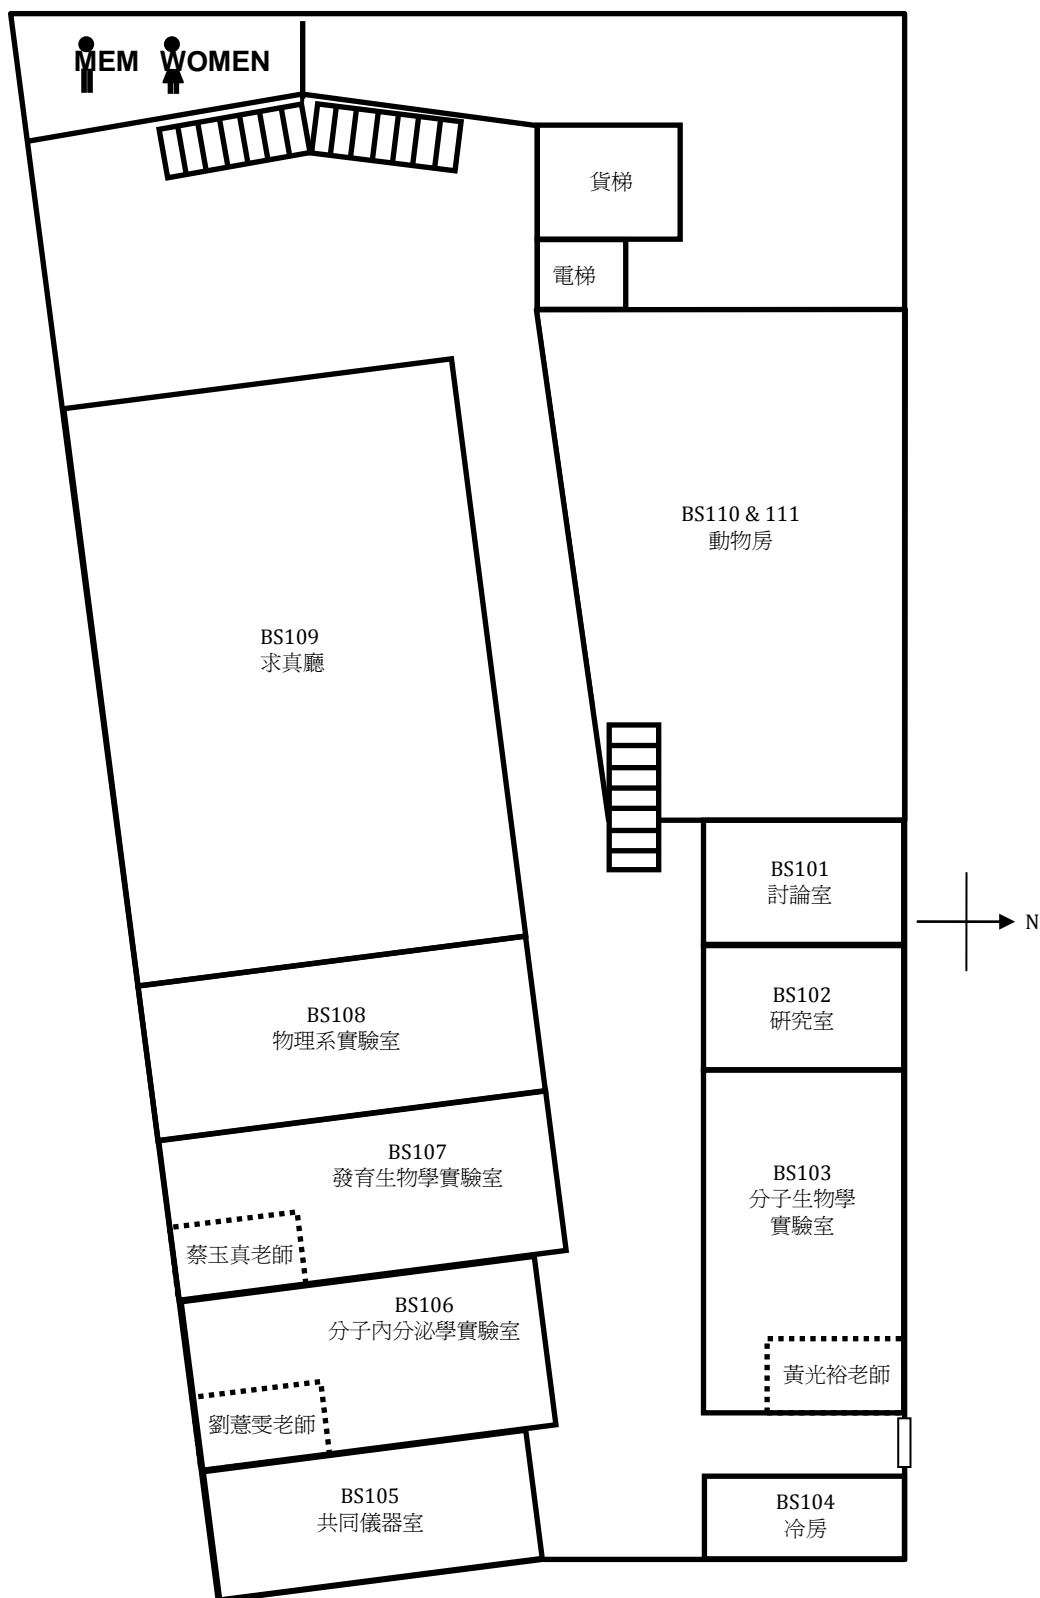 MEM WOMEN
貨梯
電梯
BS110 & 111
動物房
BS109
求真廳
BS101
討論室
N
BS102
研究室
BS108
物理系實驗室
BS107
發育生物學實驗室
BS103
分子生物學
實驗室
蔡玉真老師
BS106
分子內分泌學實驗室
黃光裕老師
劉薏雯老師
BS105
共同儀器室
BS104
冷房